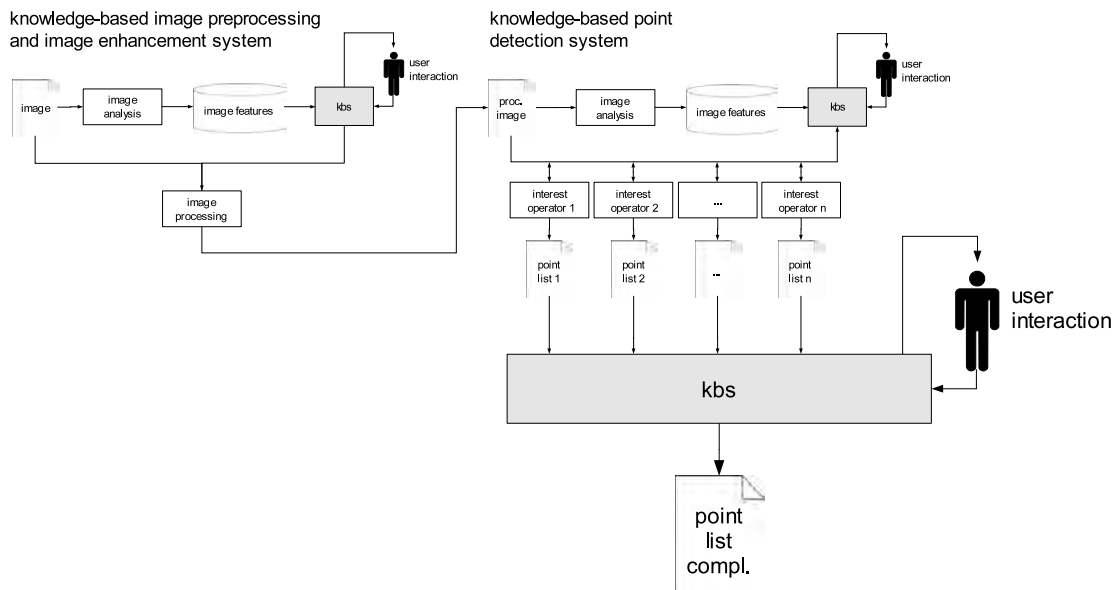 knowledge-based image preprocessing
and image enhancement system
user
interaction
image
image
analysis
image features
kbs
image
processing
knowledge-based point
detection system
user
interaction
proc.
image
image
analysis
image features
kbs
interest
operator 1
interest
operator 2
...
interest
operator n
point
list 1
point
list 2
...
point
list n
user
interaction
kbs
point
list
compl.